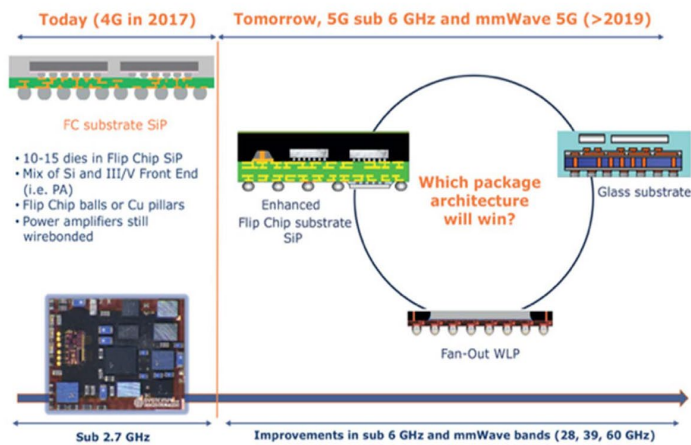 Today (4G in 2017)
Tomorrow, 5G sub 6 GHz and mmWave 5G (>2019)
FC substrate SiP
• 10-15 dies in Flip Chip SiP
• Mix of Si and III/V Front End
(i.e. PA)
• Flip Chip balls or Cu pillars
• Power amplifiers still
wirebonded
Enhanced
Flip Chip substrate
SiP
Which package
architecture
will win?
Glass substrate
Fan-Out WLP
Sub 2.7 GHz
Improvements in sub 6 GHz and mmWave bands (28, 39, 60 GHz)